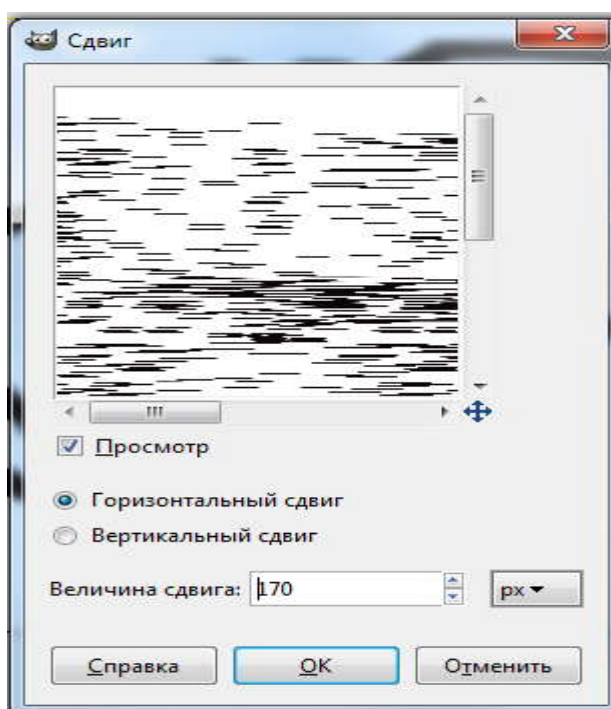 Сдвиг
Просмотр
Горизонтальный сдвиг
Вертикальный сдвиг
Величина сдвига: 170 px
Справка OK Отменить